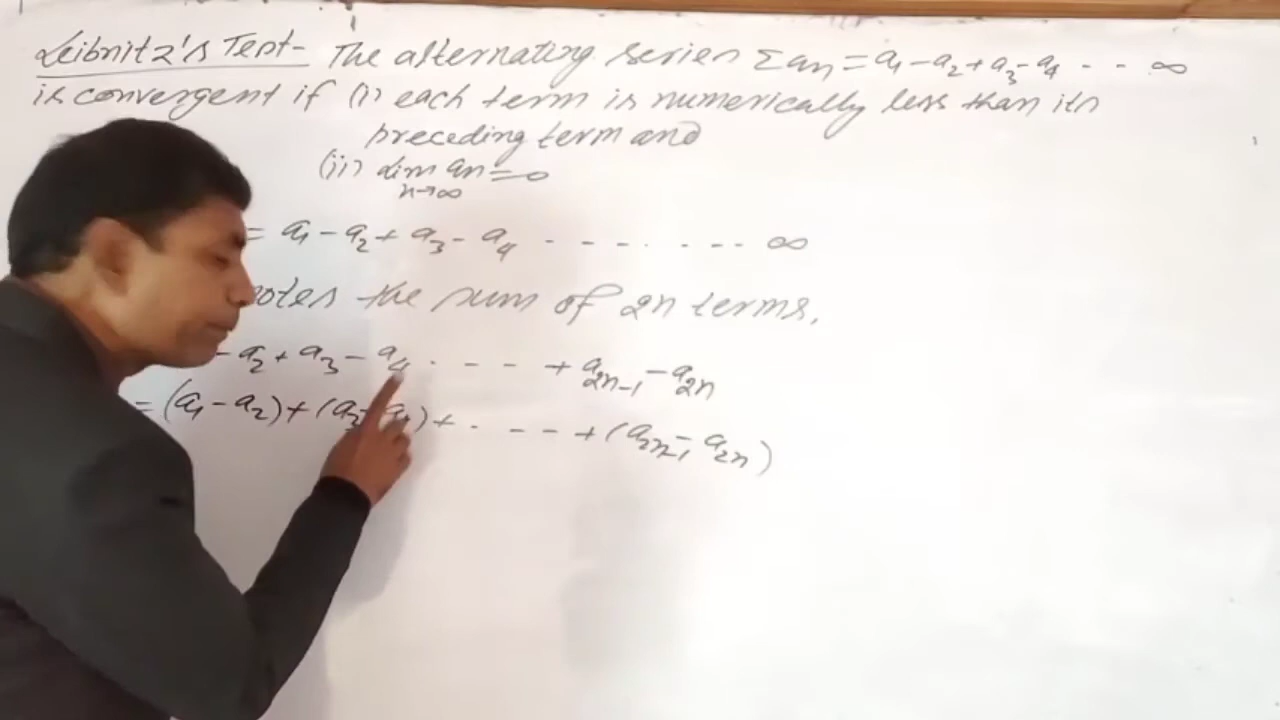 Leibnitz's Test- The alternating series Σan = a1 - a2 + a3 - a4 - - - ∞
is convergent if (i) each term is numerically less than its
preceding term and
(ii) Lim an = 0
n→∞
= a1 - a2 + a3 - a4 - - - - - - - ∞
notes the sum of 2n terms.
- a2 + a3 - a4 - - - + a2n-1 - a2n
= (a1 - a2) + (a3 - a4) + - - - + (a2n-1 - a2n)